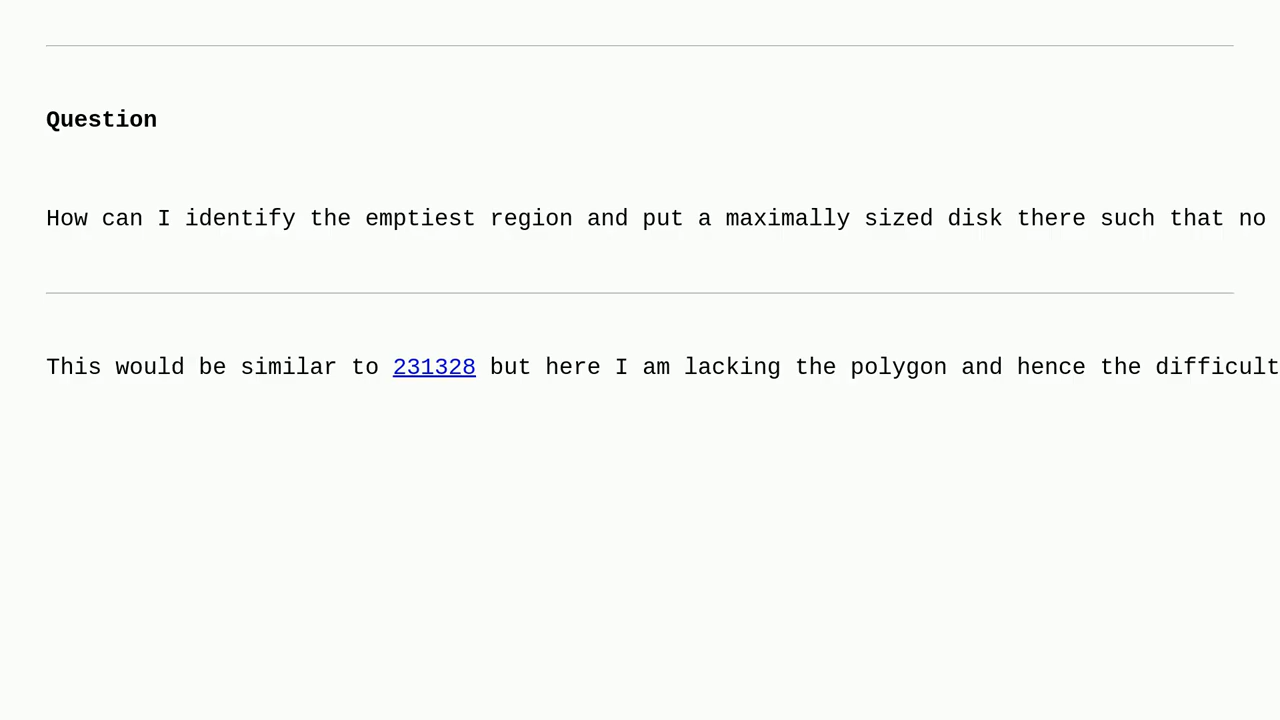 Question
How can I identify the emptiest region and put a maximally sized disk there such that no
This would be similar to 231328 but here I am lacking the polygon and hence the difficult